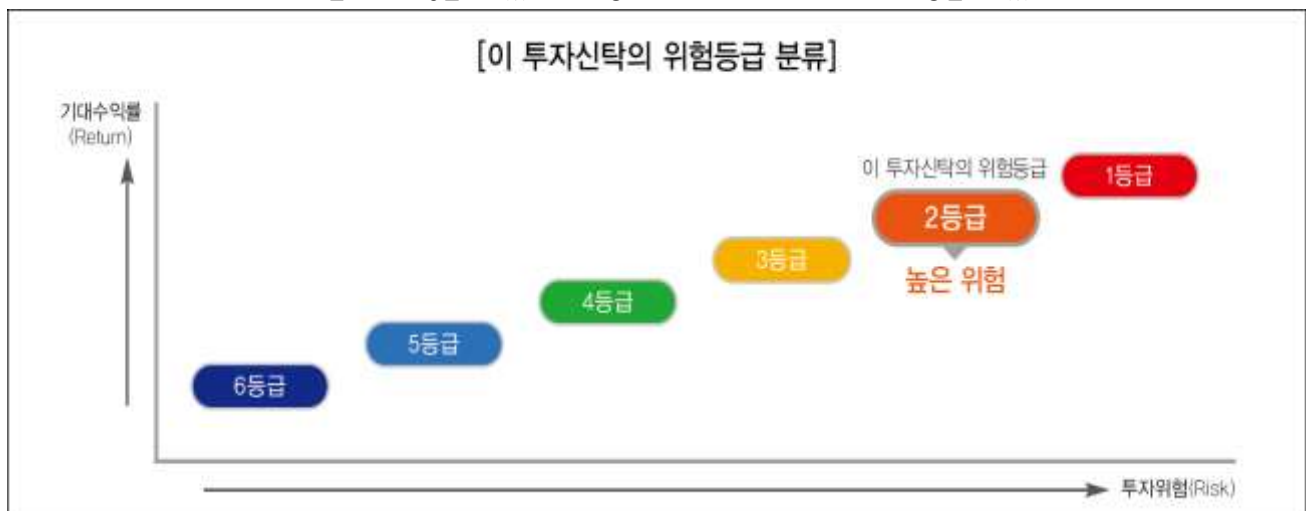 [이 투자신탁의 위험등급 분류]
기대수익률
(Return)
이 투자신탁의 위험등급
1등급
2등급
높은 위험
3등급
4등급
5등급
6등급
투자위험(Risk)